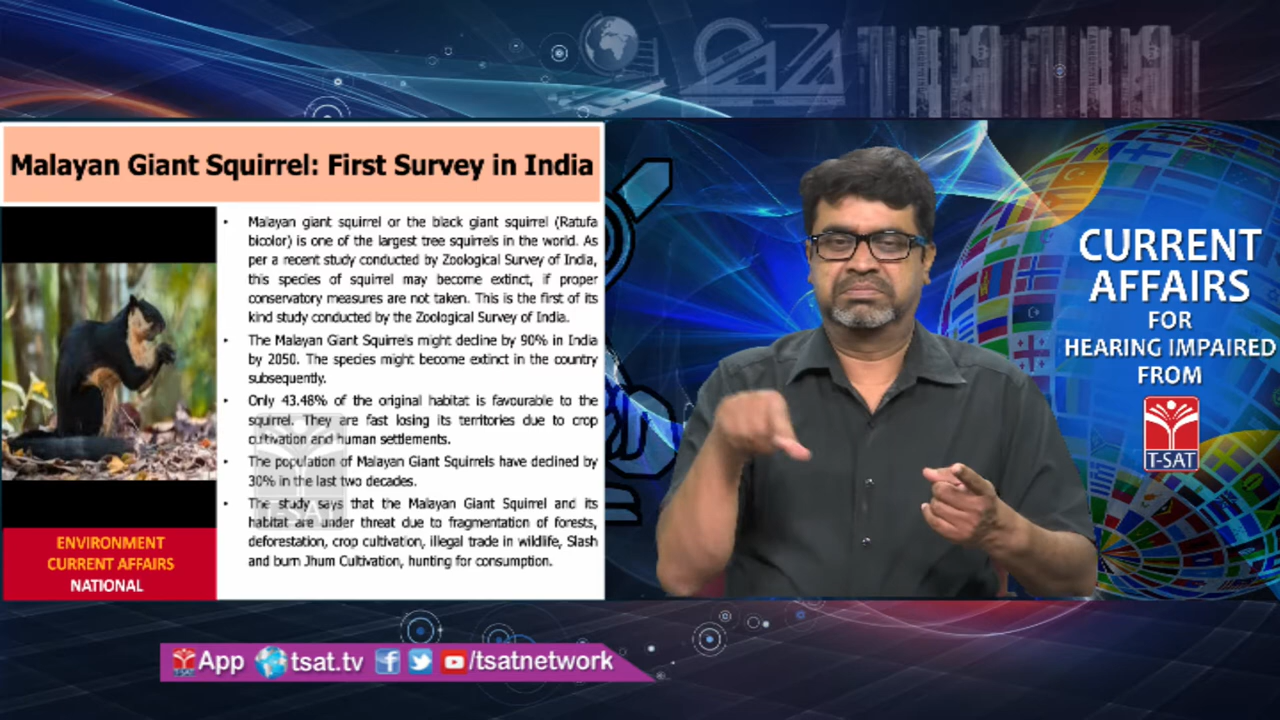 Malayan Giant Squirrel: First Survey in India
• Malayan giant squirrel or the black giant squirrel (Ratufa
bicolor) is one of the largest tree squirrels in the world. As
per a recent study conducted by Zoological Survey of India,
this species of squirrel may become extinct, if proper
conservatory measures are not taken. This is the first of its
kind study conducted by the Zoological Survey of India.
• The Malayan Giant Squirrels might decline by 90% in India
by 2050. The species might become extinct in the country
subsequently.
• Only 43.48% of the original habitat is favourable to the
squirrel. They are fast losing its territories due to crop
cultivation and human settlements.
• The population of Malayan Giant Squirrels have declined by
30% in the last two decades.
• The study says that the Malayan Giant Squirrel and its
habitat are under threat due to fragmentation of forests,
deforestation, crop cultivation, illegal trade in wildlife, Slash
and burn Jhum Cultivation, hunting for consumption.
T-SAT
ENVIRONMENT
CURRENT AFFAIRS
NATIONAL
CURRENT
AFFAIRS
FOR
HEARING IMPAIRED
FROM
T-SAT
App tsat.tv /tsatnetwork